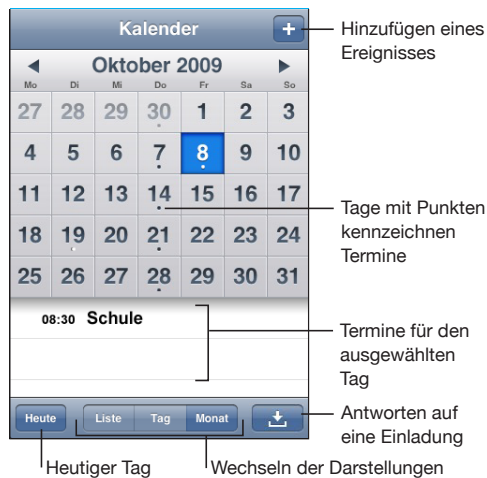 Kalender
+
Hinzufügen eines
Ereignisses
Oktober 2009
Mo Di Mi Do Fr Sa So
27 28 29 30 1 2 3
4 5 6 7 8 9 10
11 12 13 14 15 16 17
18 19 20 21 22 23 24
25 26 27 28 29 30 31
Tage mit Punkten
kennzeichnen
Termine
08:30 Schule
Termine für den
ausgewählten
Tag
Heute Liste Tag Monat
Antworten auf
eine Einladung
Heutiger Tag
Wechseln der Darstellungen